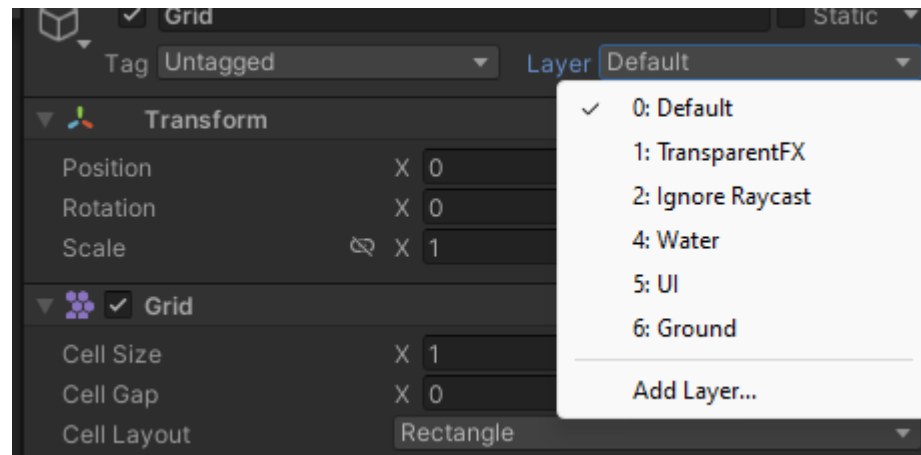 Grid Static
Tag Untagged Layer Default
Transform
Position X 0
Rotation X 0
Scale X 1
Grid
Cell Size X 1
Cell Gap X 0
Cell Layout Rectangle
0: Default
1: TransparentFX
2: Ignore Raycast
4: Water
5: UI
6: Ground
Add Layer...